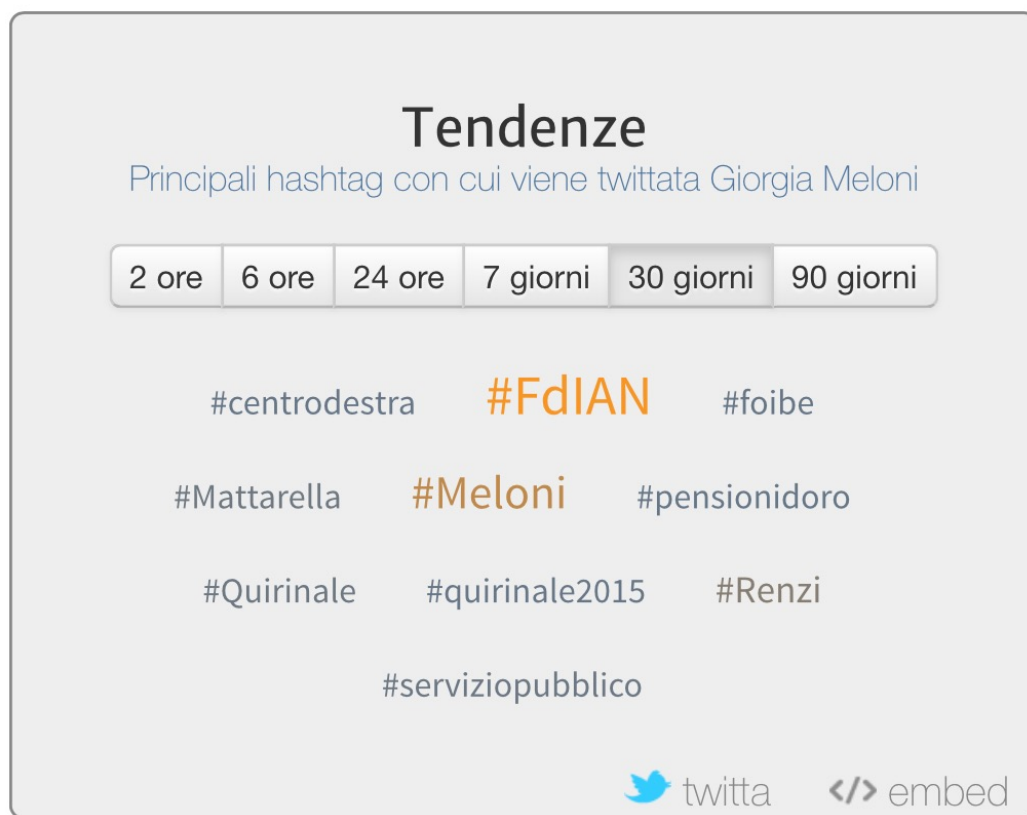 Tendenze
Principali hashtag con cui viene twittata Giorgia Meloni
2 ore 6 ore 24 ore 7 giorni 30 giorni 90 giorni
#centrodestra #FdIAN #foibe
#Mattarella #Meloni #pensionidoro
#Quirinale #quirinale2015 #Renzi
#serviziopubblico
twitta </> embed